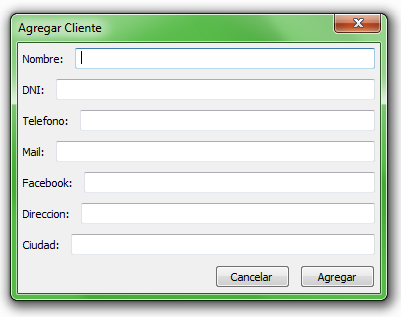 Agregar Cliente
Nombre:
DNI:
Telefono:
Mail:
Facebook:
Direccion:
Ciudad:
Cancelar Agregar